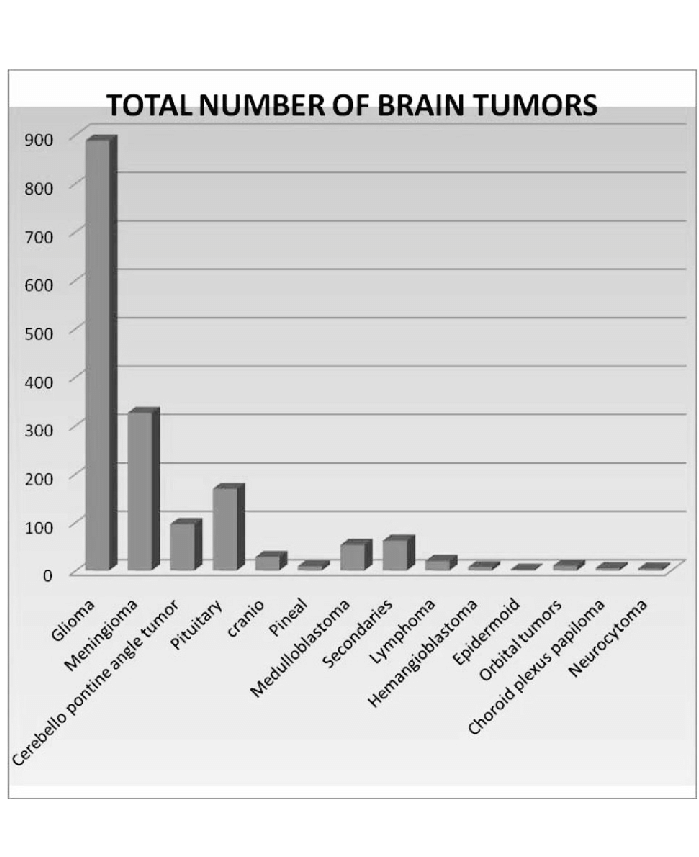 TOTAL NUMBER OF BRAIN TUMORS
900
800
700
600
500
400
300
200
100
0
Glioma
Meningioma
Cerebello pontine angle tumor
Pituitary
cranio
Pineal
Medulloblastoma
Secondaries
Lymphoma
Hemangioblastoma
Epidermoid
Orbital tumors
Choroid plexus papiloma
Neurocytoma